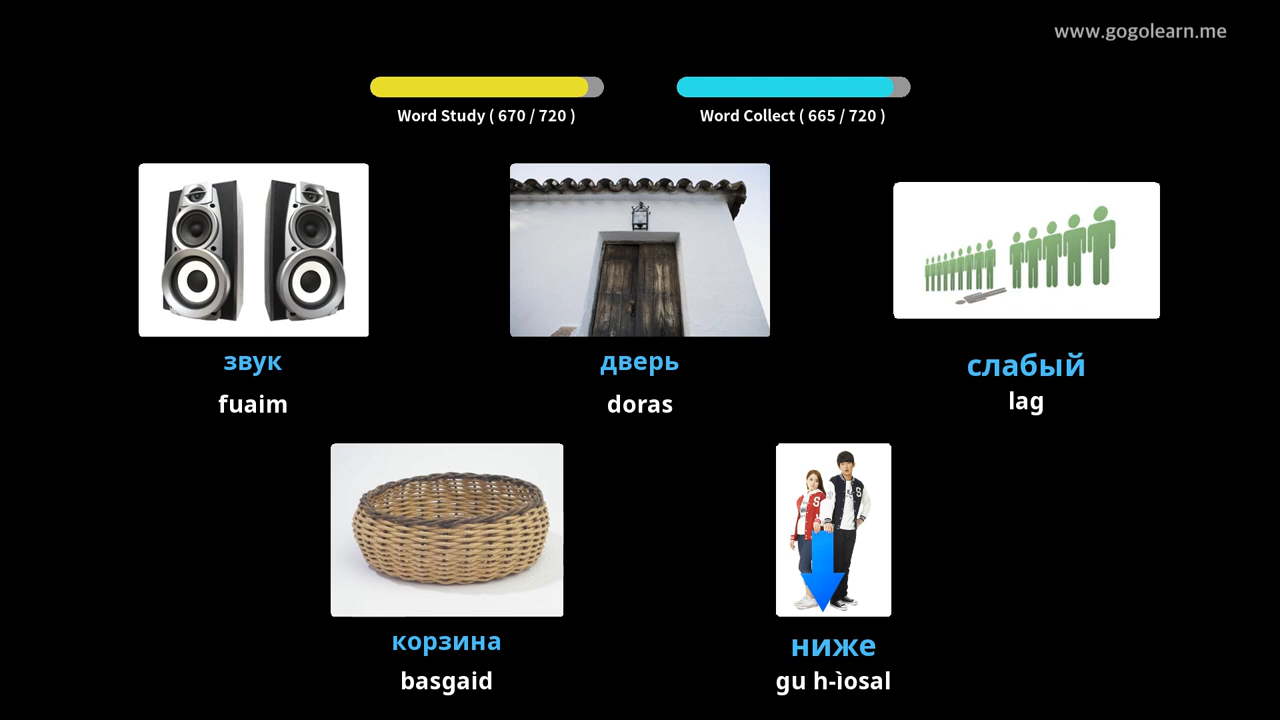 www.gogolearn.me
Word Study ( 670 / 720 )
Word Collect ( 665 / 720 )
звук
fuaim
дверь
doras
слабый
lag
корзина
basgaid
ниже
gu h-ìosal